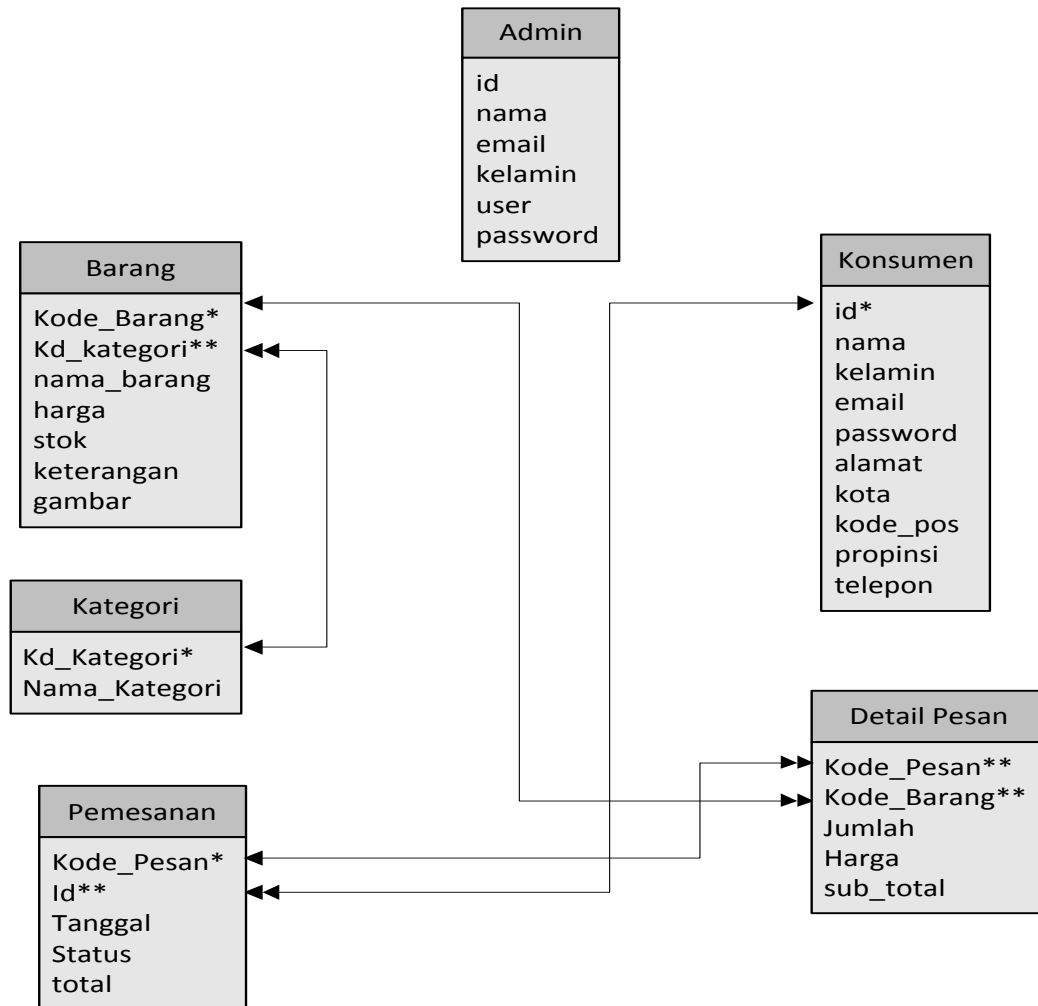 Admin
id
nama
email
kelamin
user
password
Barang
Kode_Barang*
Kd_kategori**
nama_barang
harga
stok
keterangan
gambar
Konsumen
id*
nama
kelamin
email
password
alamat
kota
kode_pos
propinsi
telepon
Kategori
Kd_Kategori*
Nama_Kategori
Detail Pesan
Kode_Pesan**
Kode_Barang**
Jumlah
Harga
sub_total
Pemesanan
Kode_Pesan*
Id**
Tanggal
Status
total